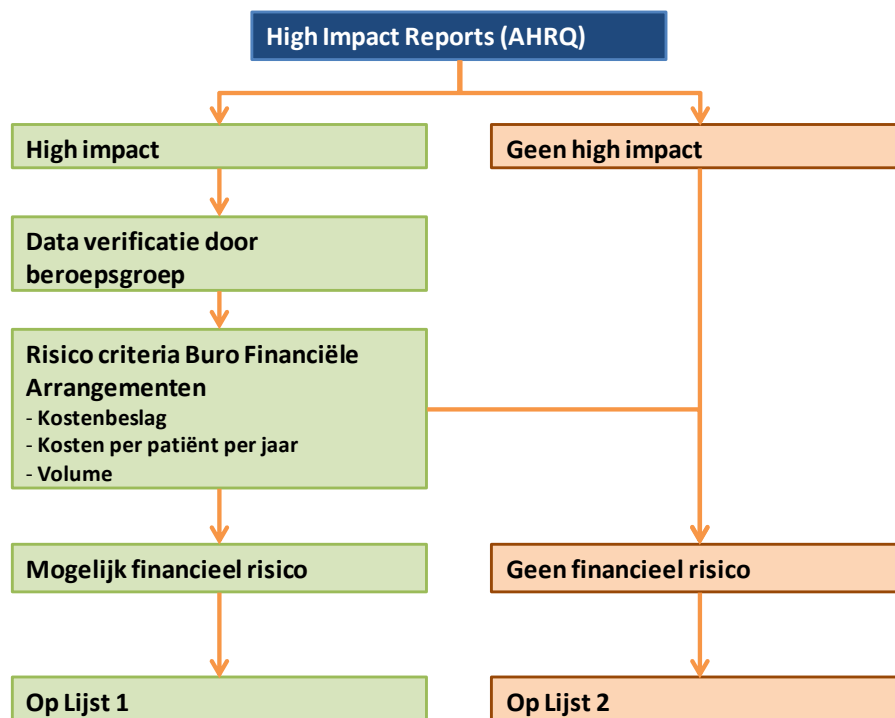 High Impact Reports (AHRQ)
High impact
Geen high impact
Data verificatie door
beroepsgroep
Risico criteria Buro Financiële
Arrangementen
- Kostenbeslag
- Kosten per patiënt per jaar
- Volume
Mogelijk financieel risico
Geen financieel risico
Op Lijst 1
Op Lijst 2